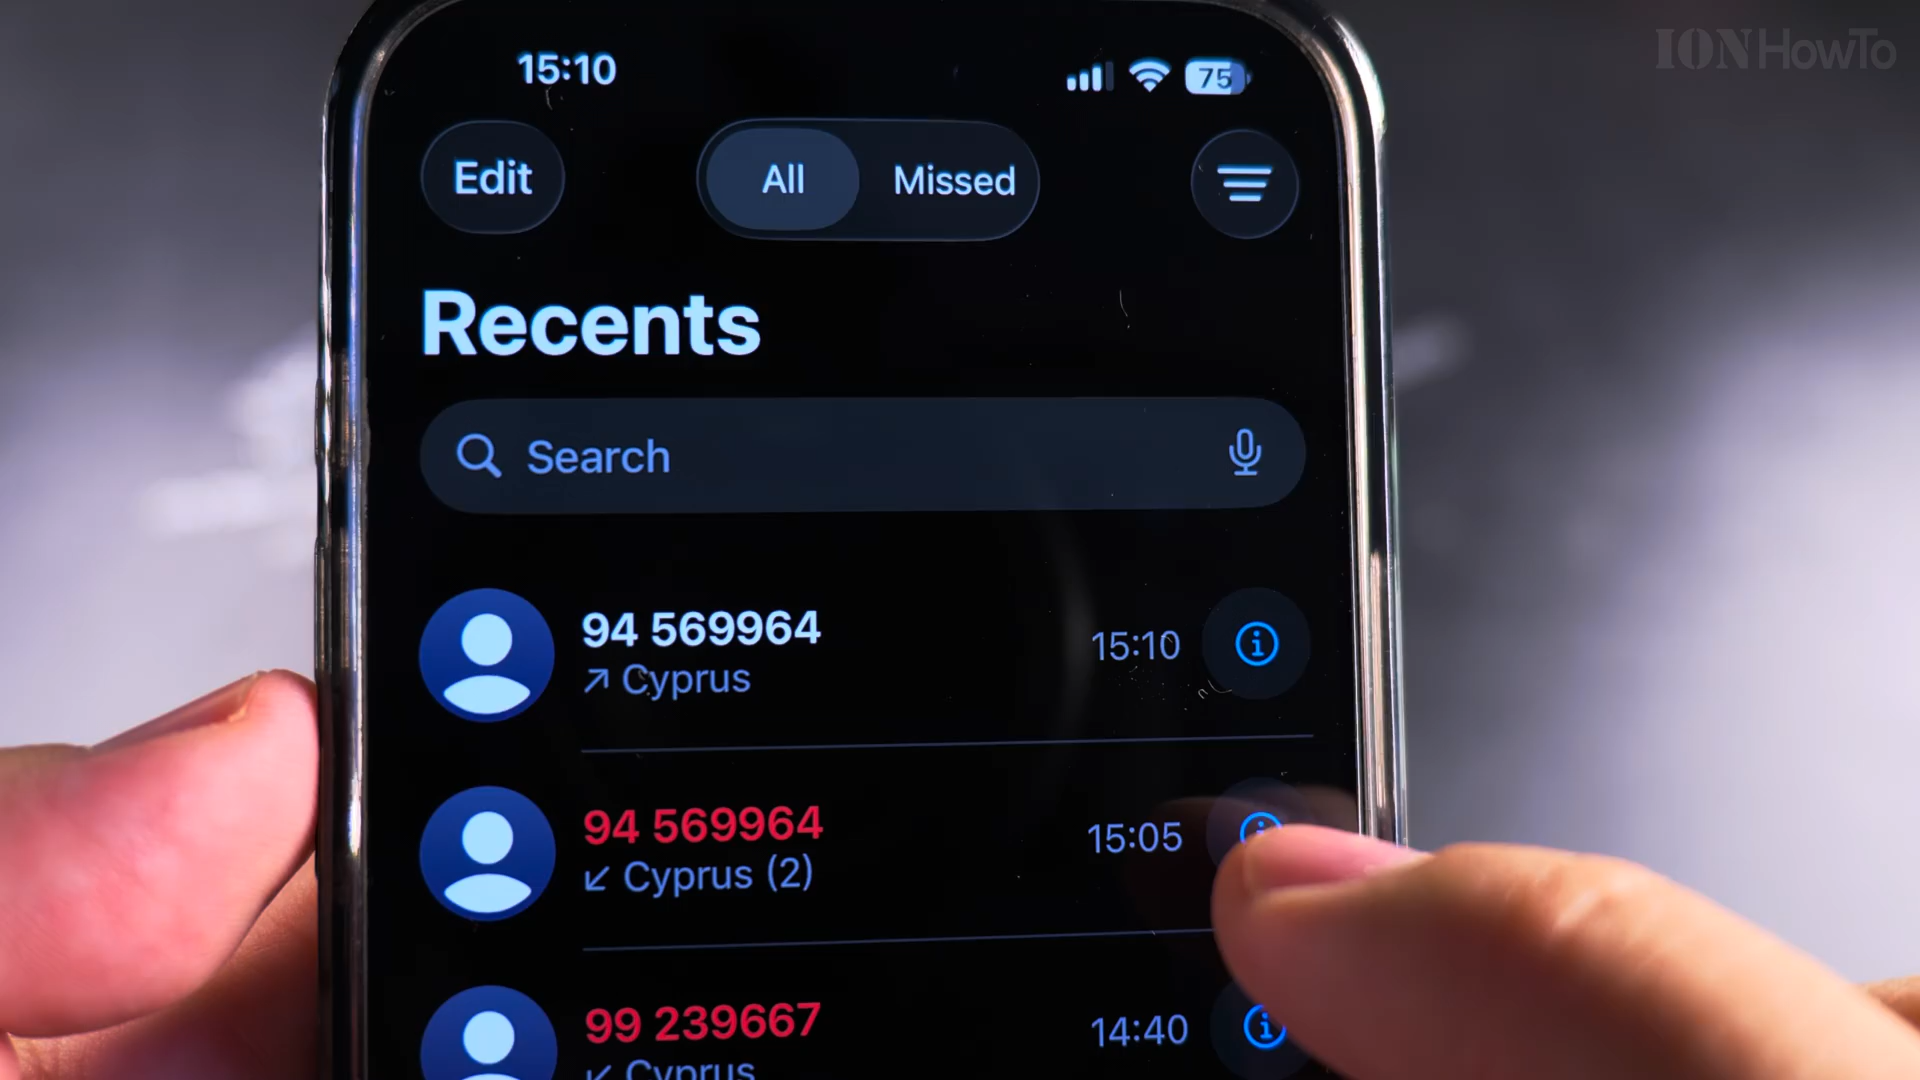 IONHowTo
15:10
75
Edit
All
Missed
Recents
Search
94 569964
↗ Cyprus
15:10
94 569964
↙ Cyprus (2)
15:05
99 239667
↙ Cyprus
14:40